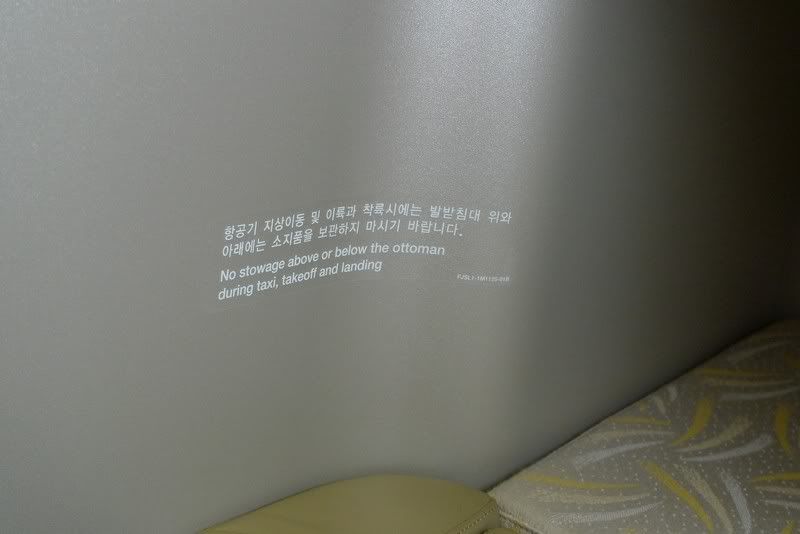 항공기 지상이동 및 이륙과 착륙시에는 발받침대 위와
아래에는 소지품을 보관하지 마시기 바랍니다.
No stowage above or below the ottoman
during taxi, takeoff and landing